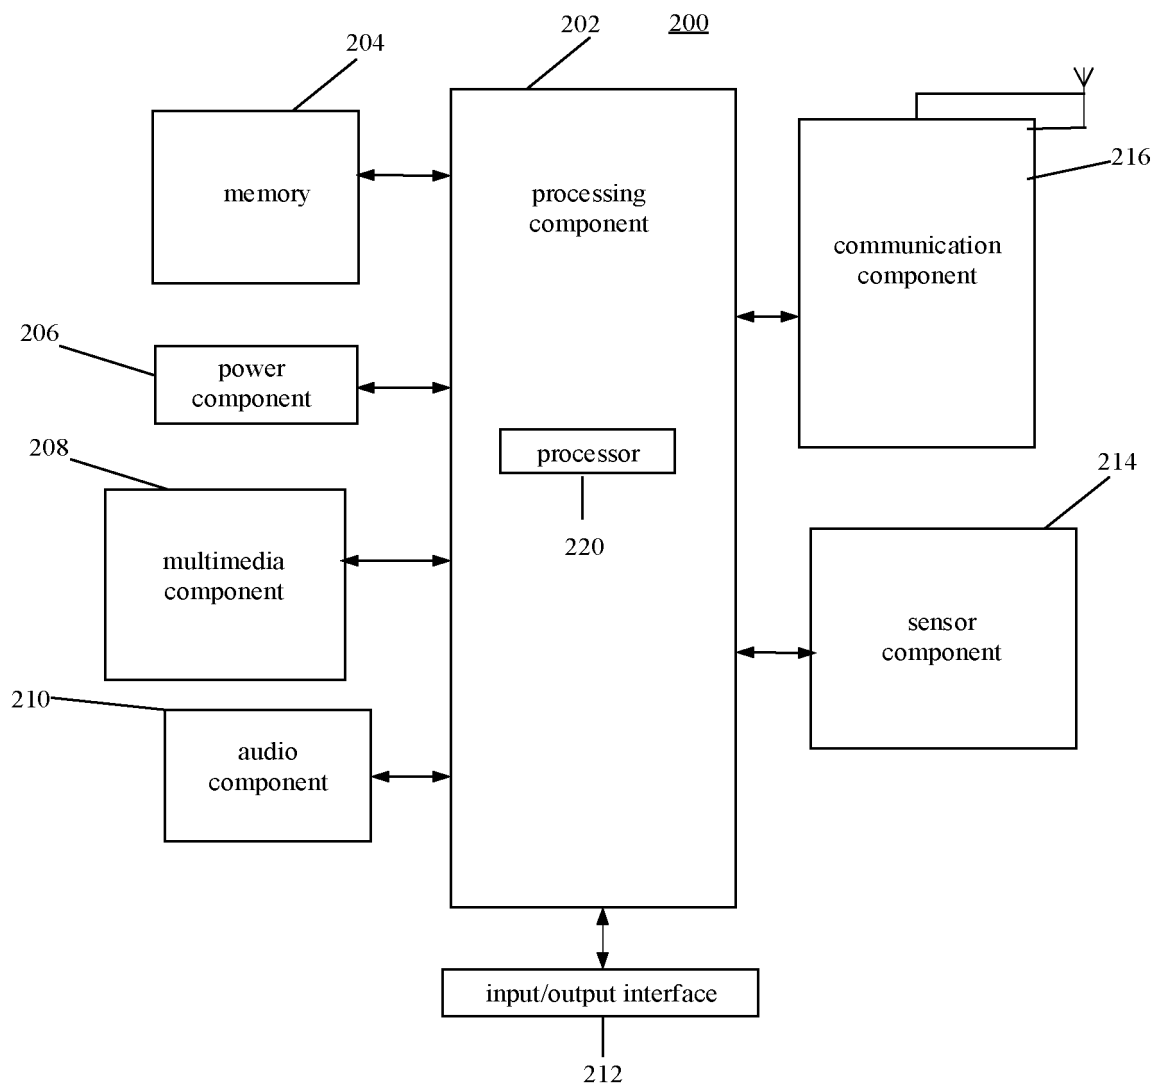 202
200
204
memory
processing
component
216
communication
component
206
power
component
208
processor
220
214
multimedia
component
sensor
component
210
audio
component
input/output interface
212